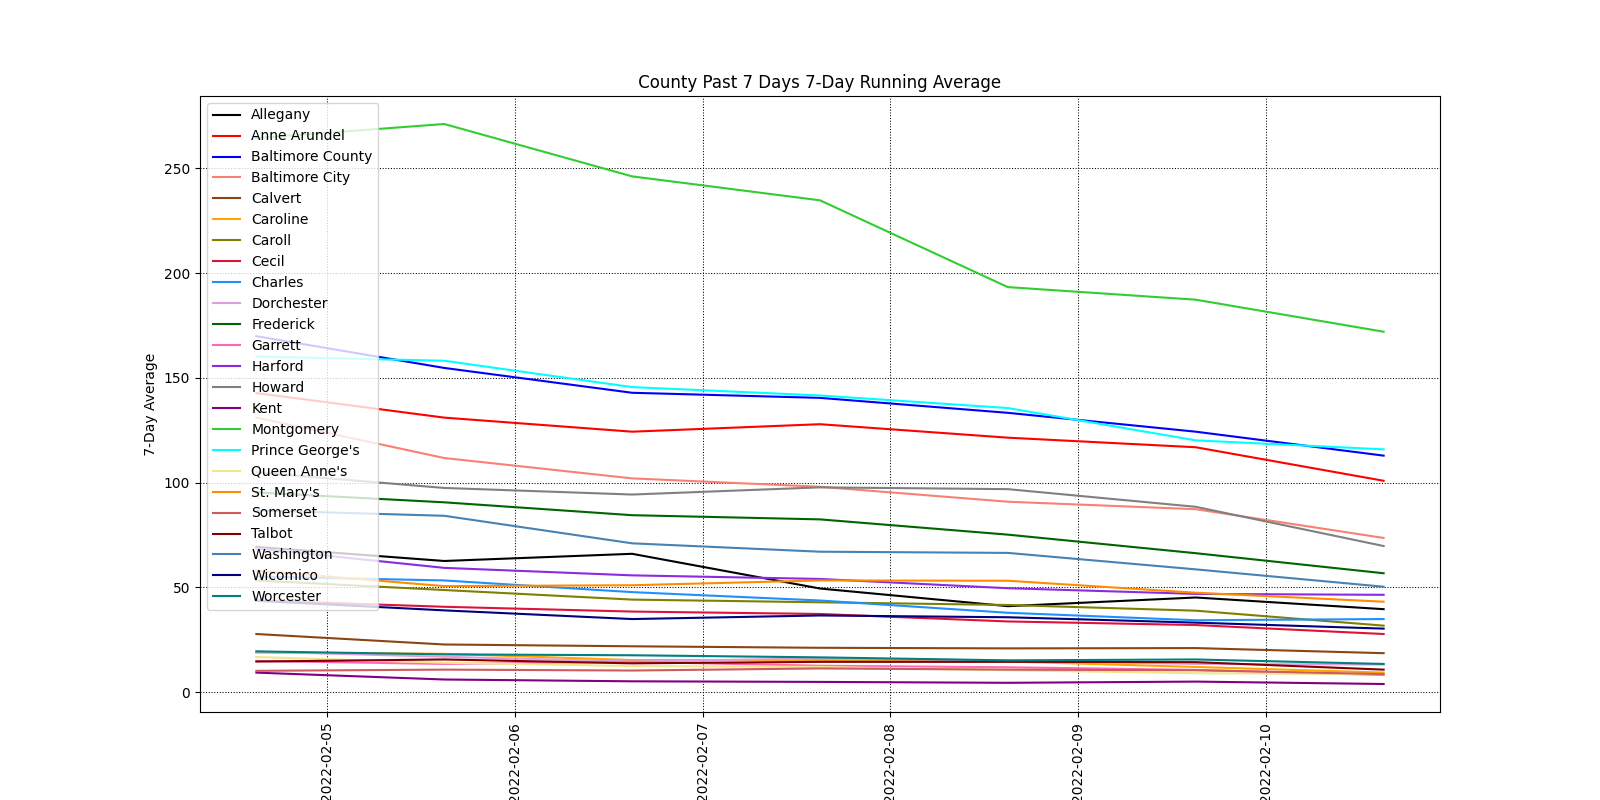 County Past 7 Days 7-Day Running Average
Allegany
Anne Arundel
Baltimore County
Baltimore City
Calvert
Caroline
Caroll
Cecil
Charles
Dorchester
Frederick
Garrett
Harford
Howard
Kent
Montgomery
Prince George's
Queen Anne's
St. Mary's
Somerset
Talbot
Washington
Wicomico
Worcester
7-Day Average
250
200
150
100
50
0
2022-02-05
2022-02-06
2022-02-07
2022-02-08
2022-02-09
2022-02-10